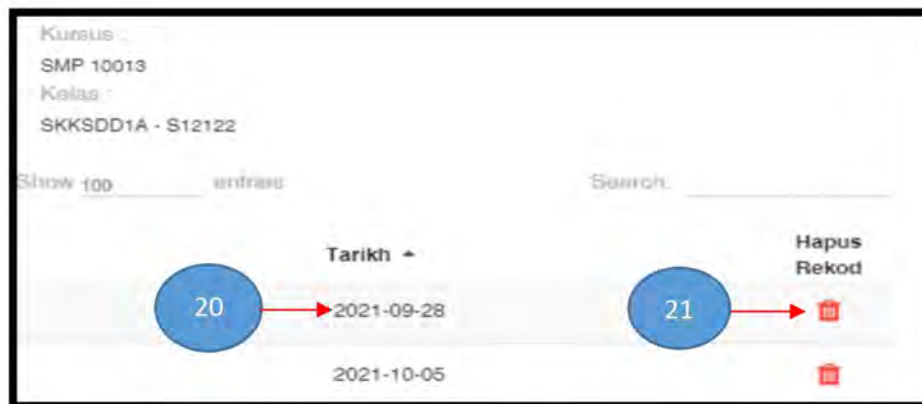 Kursus :
SMP 10013
Kelas :
SKKSDD1A - S12122
Show 100 entries
Search:
Tarikh
Hapus
Rekod
20
2021-09-28
21
2021-10-05